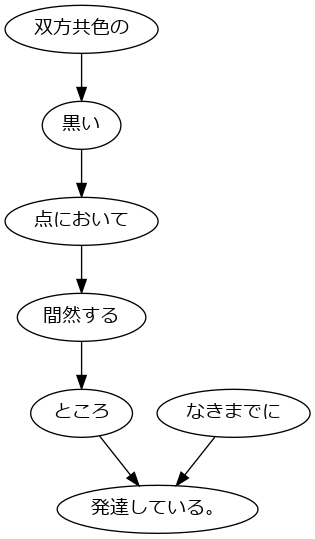 双方共色の
黒い
点において
間然する
ところ
なきまでに
発達している。